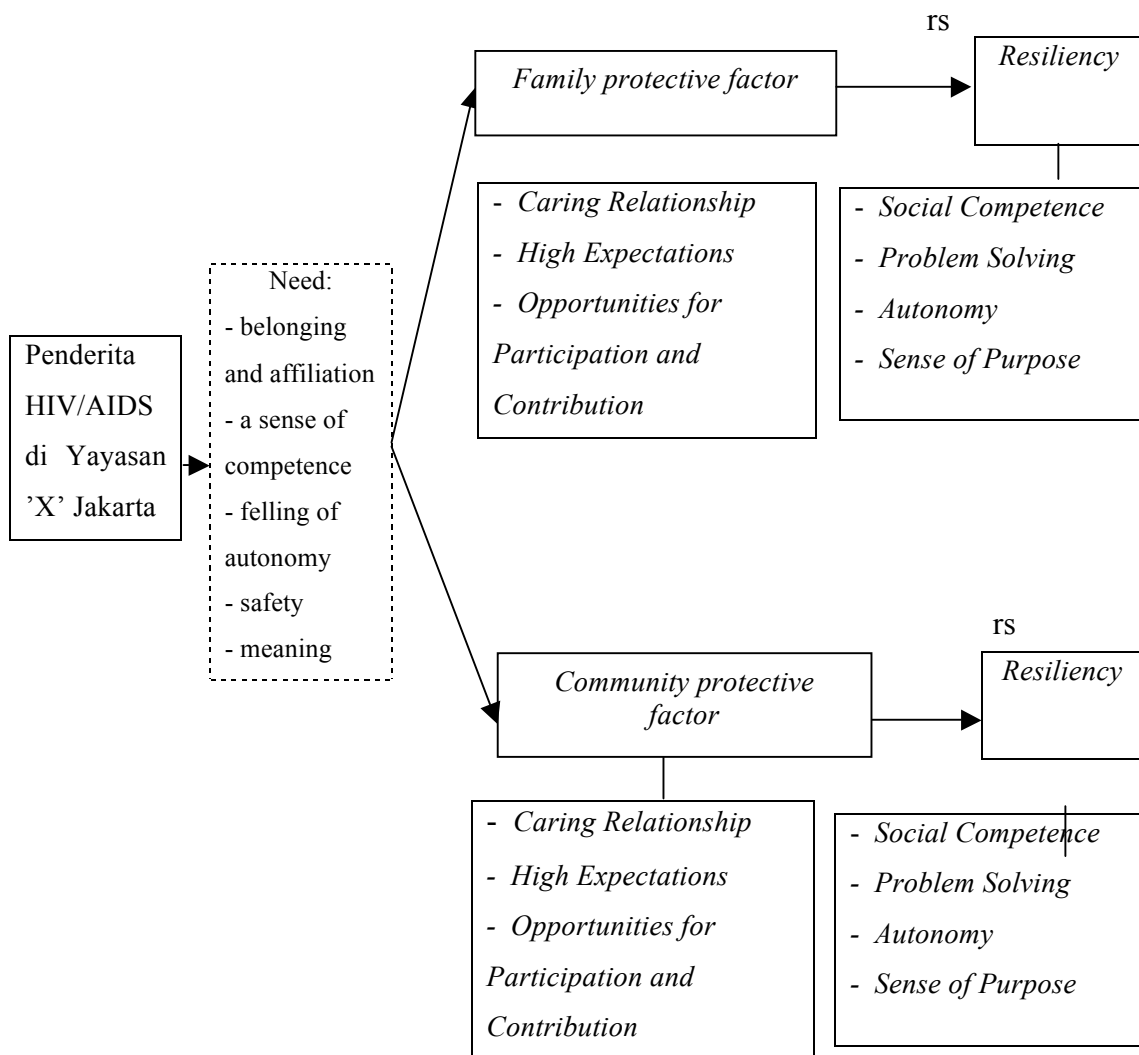 rs
Resiliency
Family protective factor
- Caring Relationship
- High Expectations
- Opportunities for
Participation and
Contribution
- Social Competence
- Problem Solving
- Autonomy
- Sense of Purpose
Need:
- belonging
and affiliation
- a sense of
competence
- felling of
autonomy
- safety
- meaning
Penderita
HIV/AIDS
di Yayasan
’X’ Jakarta
rs
Resiliency
Community protective
factor
- Caring Relationship
- High Expectations
- Opportunities for
Participation and
Contribution
- Social Competence
- Problem Solving
- Autonomy
- Sense of Purpose